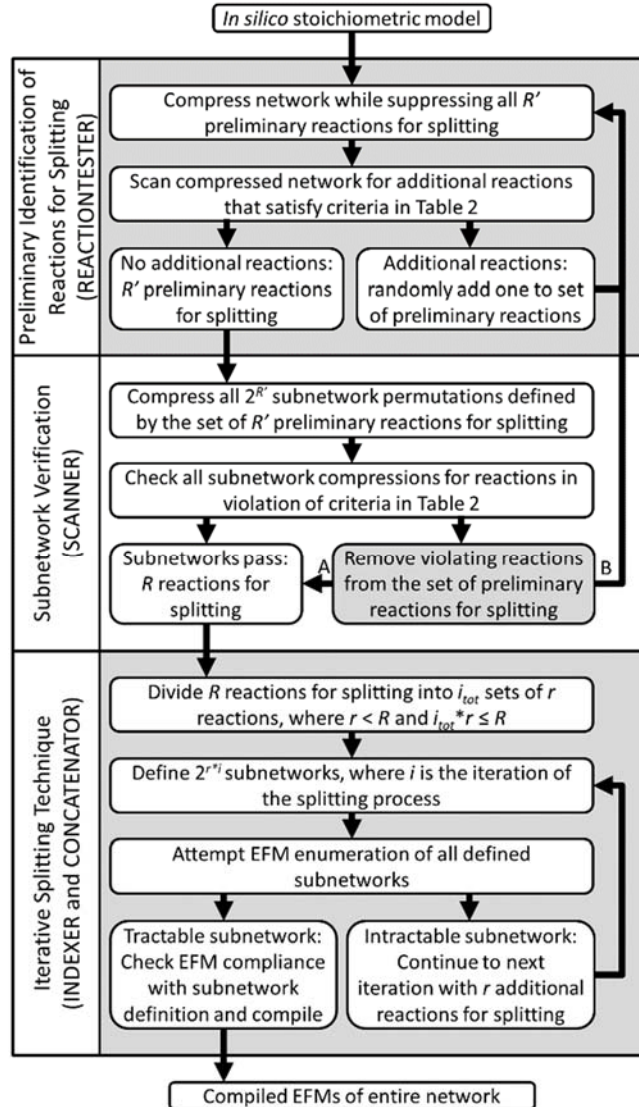 In silico stoichiometric model
Preliminary Identification of
Reactions for Splitting
(REACTIONTESTER)
Compress network while suppressing all R'
preliminary reactions for splitting
Scan compressed network for additional reactions
that satisfy criteria in Table 2
No additional reactions:
R' preliminary reactions
for splitting
Additional reactions:
randomly add one to set
of preliminary reactions
Subnetwork Verification
(SCANNER)
Compress all 2^R' subnetwork permutations defined
by the set of R' preliminary reactions for splitting
Check all subnetwork compressions for reactions in
violation of criteria in Table 2
Subnetworks pass:
R reactions for
splitting
A
Remove violating reactions
from the set of preliminary
reactions for splitting
B
Iterative Splitting Technique
(INDEXER and CONCATENATOR)
Divide R reactions for splitting into i_tot sets of r
reactions, where r < R and i_tot*r ≤ R
Define 2^r*i subnetworks, where i is the iteration of
the splitting process
Attempt EFM enumeration of all defined
subnetworks
Tractable subnetwork:
Check EFM compliance
with subnetwork
definition and compile
Intractable subnetwork:
Continue to next
iteration with r additional
reactions for splitting
Compiled EFMs of entire network